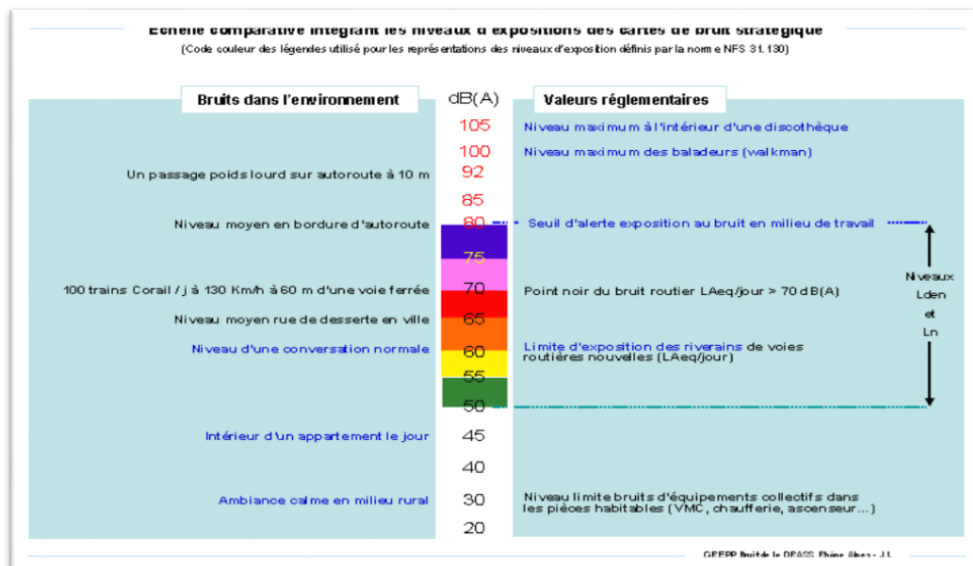 Echelle comparative intégrant les niveaux d'expositions des cartes de bruit stratégique
(Code couleur des légendes utilisé pour les représentations des niveaux d'exposition définis par la norme NFS 31.130)
Bruits dans l'environnement
dB(A)
Valeurs réglementaires
105
Niveau maximum à l'intérieur d'une discothèque
100
Niveau maximum des baladeurs (walkman)
Un passage poids lourd sur autoroute à 10 m
92
85
Niveau moyen en bordure d'autoroute
80
Seuil d'alerte exposition au bruit en milieu de travail
75
Niveaux
Lden
et
Ln
100 trains Corail / j à 130 Km/h à 60 m d'une voie ferrée
70
Point noir du bruit routier LAeq/jour > 70 dB(A)
Niveau moyen rue de desserte en ville
65
Niveau d'une conversation normale
60
Limite d'exposition des riverains de voies
routières nouvelles (LAeq/jour)
55
50
Intérieur d'un appartement le jour
45
40
Ambiance calme en milieu rural
30
Niveau limite bruits d'équipements collectifs dans
les pièces habitables (VMC, chaufferie, ascenseur...)
20
Bruit de la DRASS Rhône Alpes - J.L